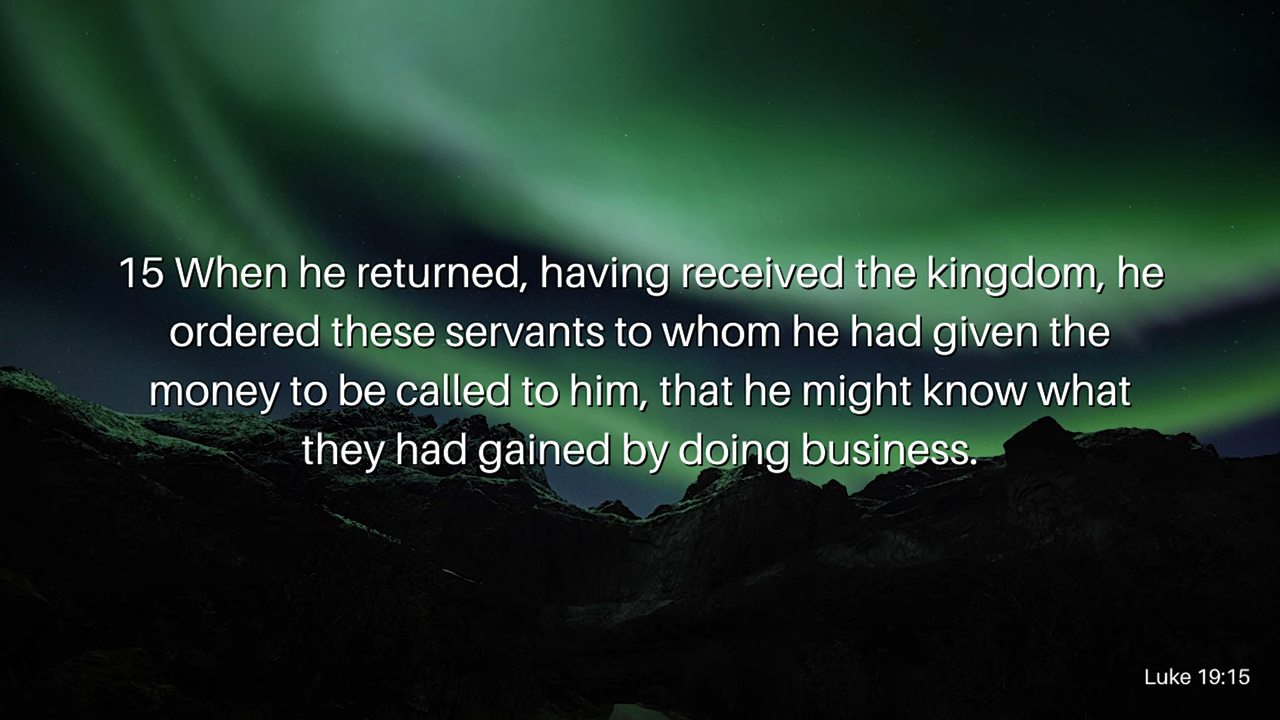 15 When he returned, having received the kingdom, he
ordered these servants to whom he had given the
money to be called to him, that he might know what
they had gained by doing business.
Luke 19:15